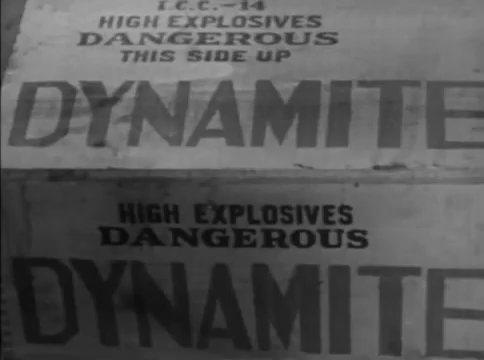 I.C.C.-14
HIGH EXPLOSIVES
DANGEROUS
THIS SIDE UP
DYNAMITE
HIGH EXPLOSIVES
DANGEROUS
DYNAMITE